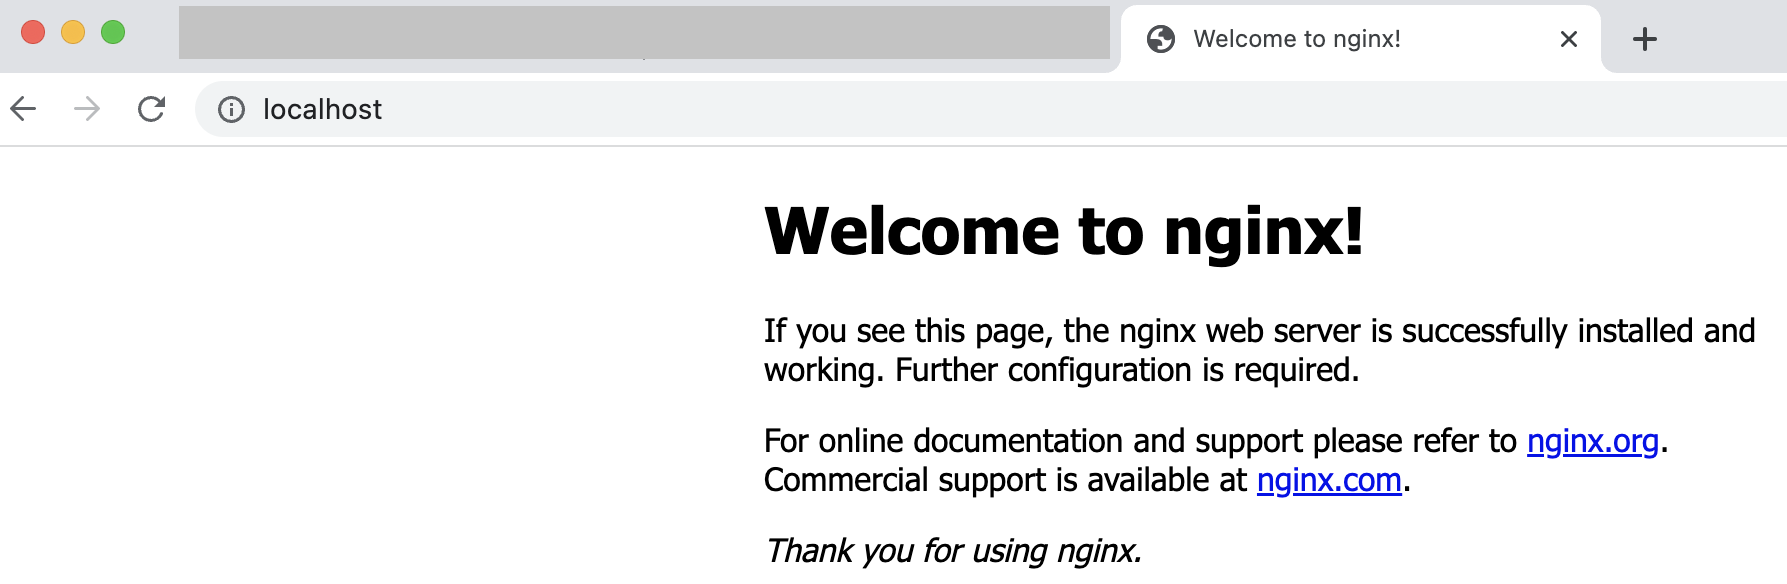 Welcome to nginx!
localhost
Welcome to nginx!
If you see this page, the nginx web server is successfully installed and
working. Further configuration is required.
For online documentation and support please refer to nginx.org.
Commercial support is available at nginx.com.
Thank you for using nginx.